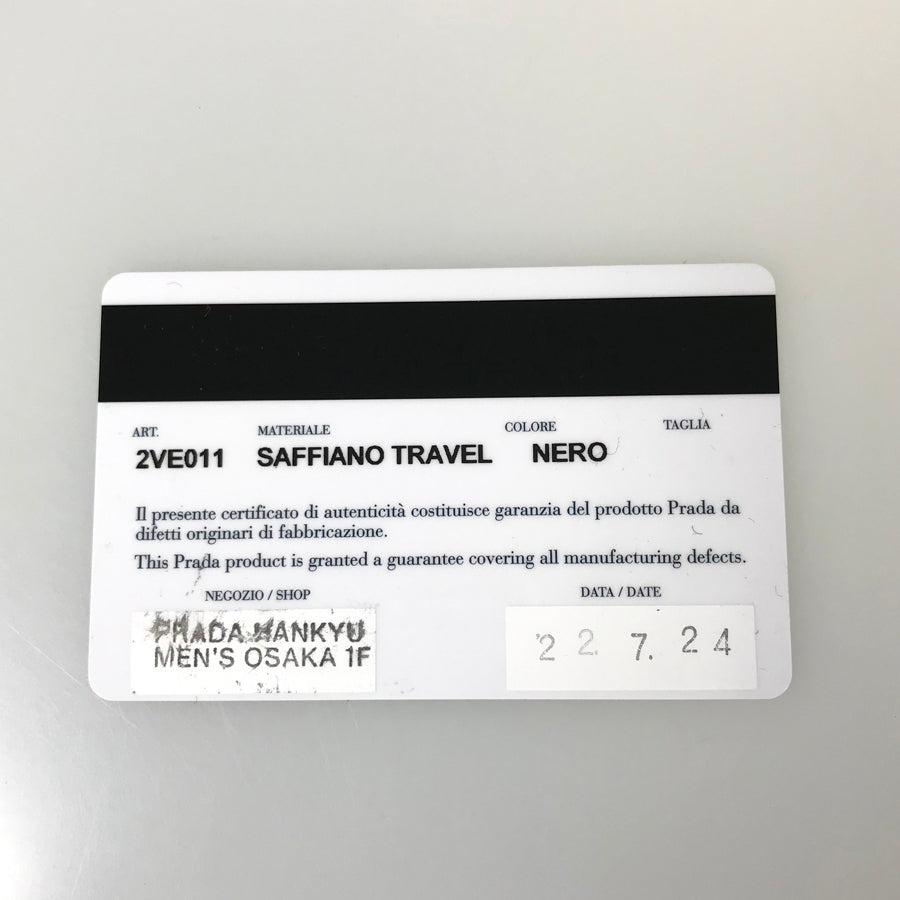 ART. MATERIALE COLORE TAGLIA
2VE011 SAFFIANO TRAVEL NERO
Il presente certificato di autenticità costituisce garanzia del prodotto Prada da
difetti originari di fabbricazione.
This Prada product is granted a guarantee covering all manufacturing defects.
NEGOZIO / SHOP DATA / DATE
PRADA HANKYU
MEN'S OSAKA 1F
'22. 7. 24